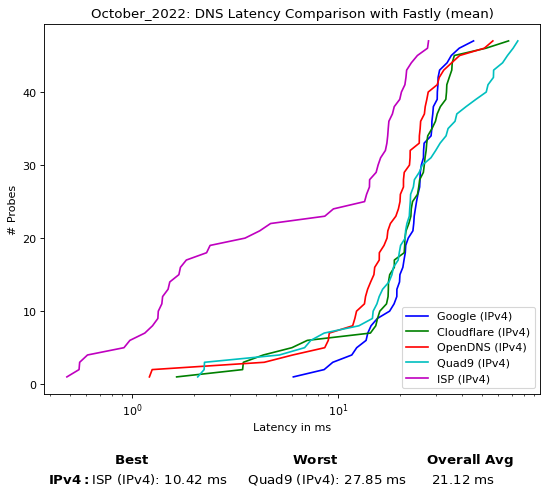 October_2022: DNS Latency Comparison with Fastly (mean)
# Probes
40
30
20
10
0
Google (IPv4)
Cloudflare (IPv4)
OpenDNS (IPv4)
Quad9 (IPv4)
ISP (IPv4)
10⁰ 10¹
Latency in ms
Best Worst Overall Avg
IPv4: ISP (IPv4): 10.42 ms Quad9 (IPv4): 27.85 ms 21.12 ms